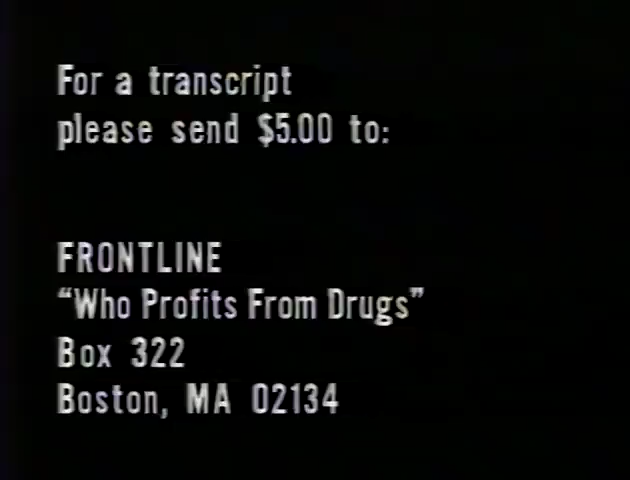 For a transcript
please send $5.00 to:
FRONTLINE
“Who Profits From Drugs”
Box 322
Boston, MA 02134